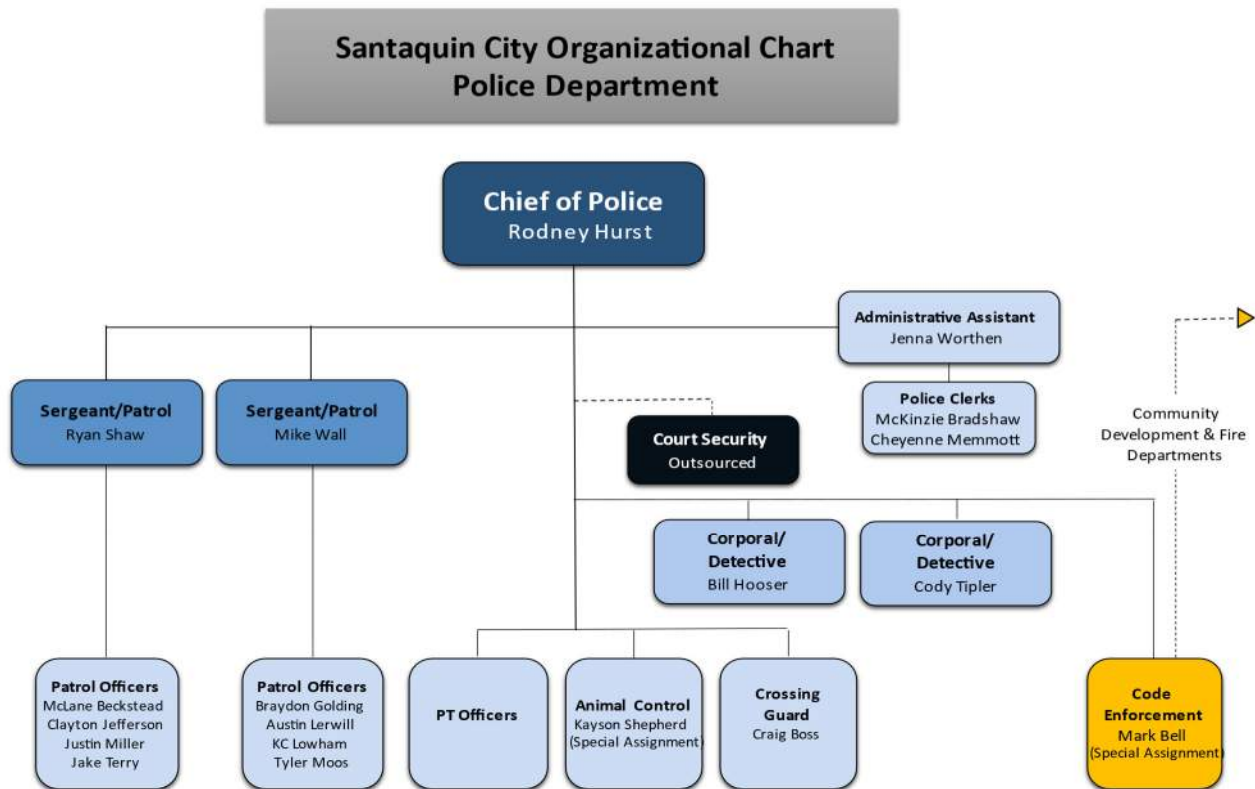 Santaquin City Organizational Chart
Police Department
Chief of Police
Rodney Hurst
Administrative Assistant
Jenna Worthen
Sergeant/Patrol
Ryan Shaw
Sergeant/Patrol
Mike Wall
Police Clerks
McKinzie Bradshaw
Cheyenne Memmott
Court Security
Outsourced
Community
Development & Fire
Departments
Corporal/
Detective
Bill Hooser
Corporal/
Detective
Cody Tipler
Patrol Officers
McLane Beckstead
Clayton Jefferson
Justin Miller
Jake Terry
Patrol Officers
Braydon Golding
Austin Lerwill
KC Lowham
Tyler Moos
PT Officers
Animal Control
Kayson Shepherd
(Special Assignment)
Crossing
Guard
Craig Boss
Code
Enforcement
Mark Bell
(Special Assignment)